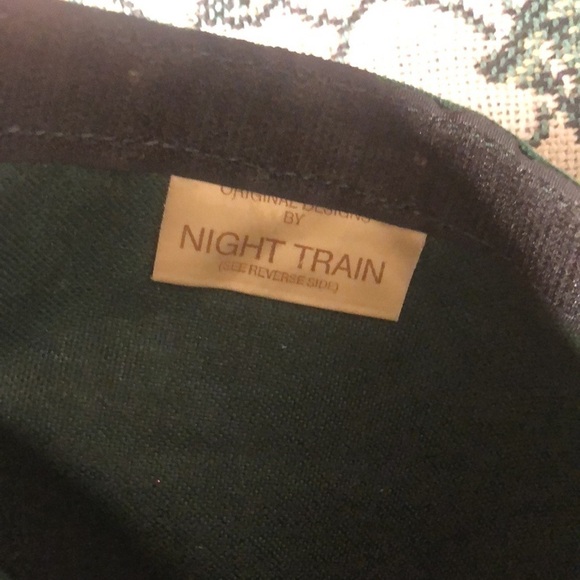 ORIGINAL DESIGNS
BY
NIGHT TRAIN
(SEE REVERSE SIDE)